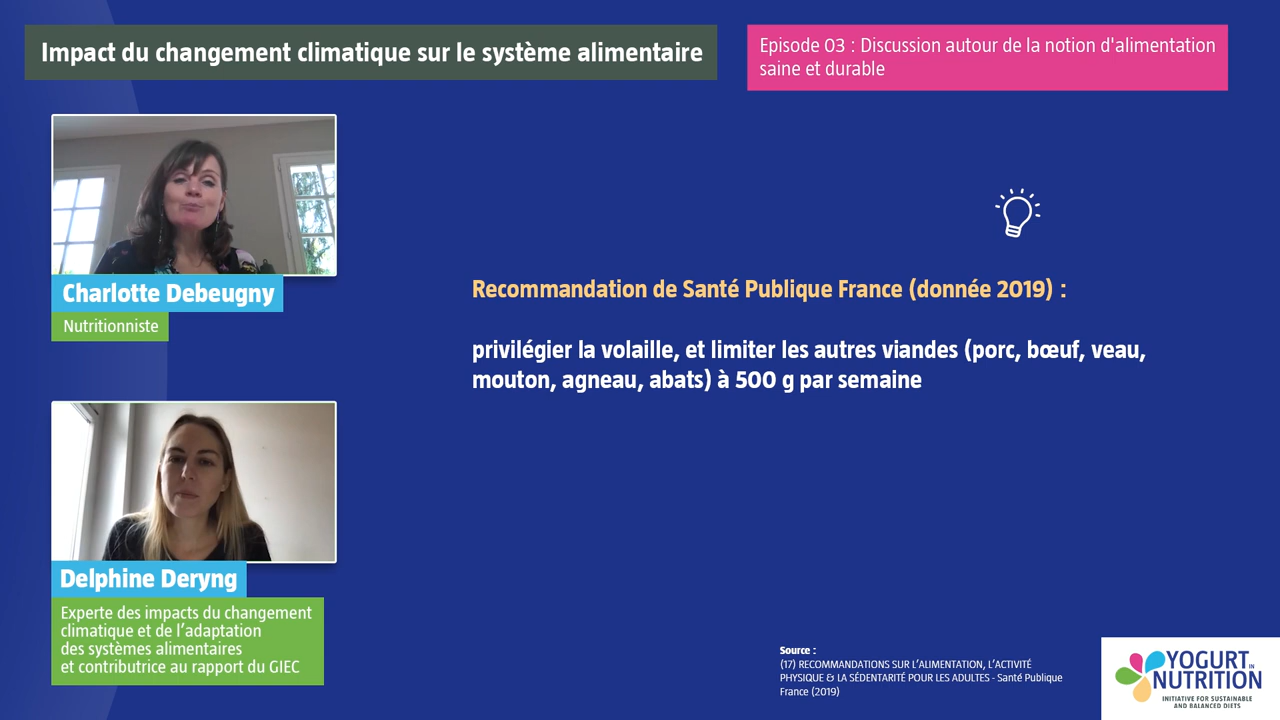 Impact du changement climatique sur le système alimentaire
Episode 03 : Discussion autour de la notion d'alimentation
saine et durable
Charlotte Debeugny
Nutritionniste
Recommandation de Santé Publique France (donnée 2019) :
privilégier la volaille, et limiter les autres viandes (porc, bœuf, veau,
mouton, agneau, abats) à 500 g par semaine
Delphine Deryng
Experte des impacts du changement
climatique et de l’adaptation
des systèmes alimentaires
et contributrice au rapport du GIEC
Source :
(17) RECOMMANDATIONS SUR L’ALIMENTATION, L’ACTIVITÉ
PHYSIQUE & LA SÉDENTARITÉ POUR LES ADULTES - Santé Publique
France (2019)
YOGURT IN
NUTRITION
INITIATIVE FOR SUSTAINABLE
AND BALANCED DIETS